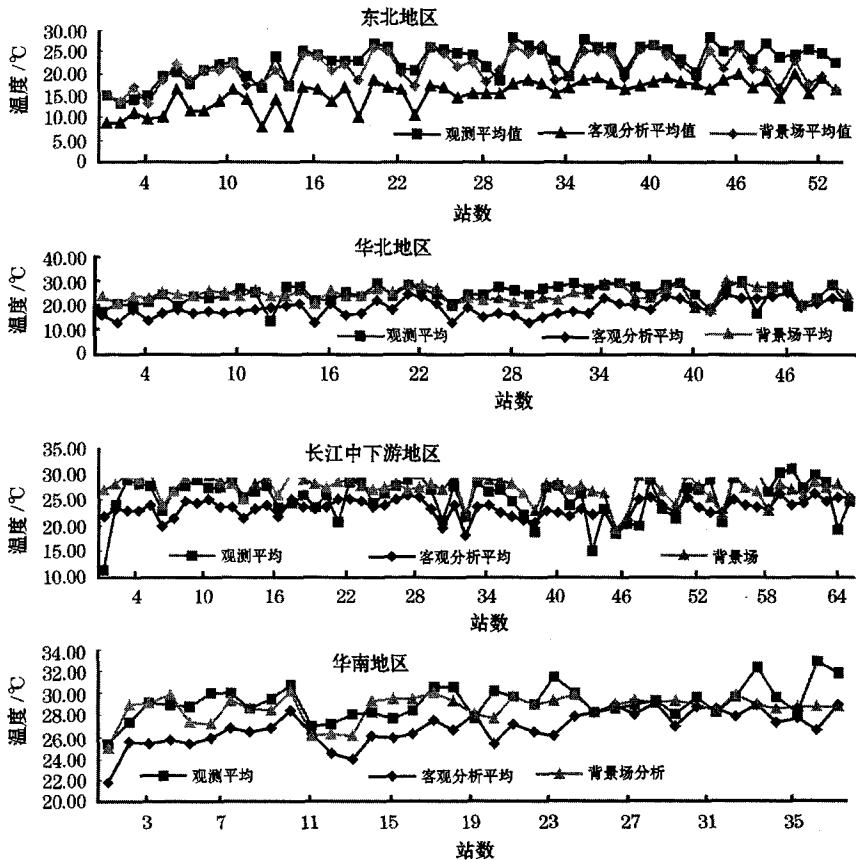 东北地区
温度/℃
30.00
25.00
20.00
15.00
10.00
5.00
0
观测平均值 客观分析平均值 背景场平均值
4 10 16 22 28 34 40 46 52
站数
华北地区
温度/℃
40.00
30.00
20.00
10.00
0
观测平均 客观分析平均 背景场平均
4 10 16 22 28 34 40 46
站数
长江中下游地区
温度/℃
35.00
30.00
25.00
20.00
15.00
10.00
观测平均 客观分析平均 背景场
4 10 16 22 28 34 40 46 52 58 64
站数
华南地区
温度/℃
34.00
32.00
30.00
28.00
26.00
24.00
22.00
20.00
观测平均 客观分析平均 背景场分析
3 7 11 15 19 23 27 31 35
站数